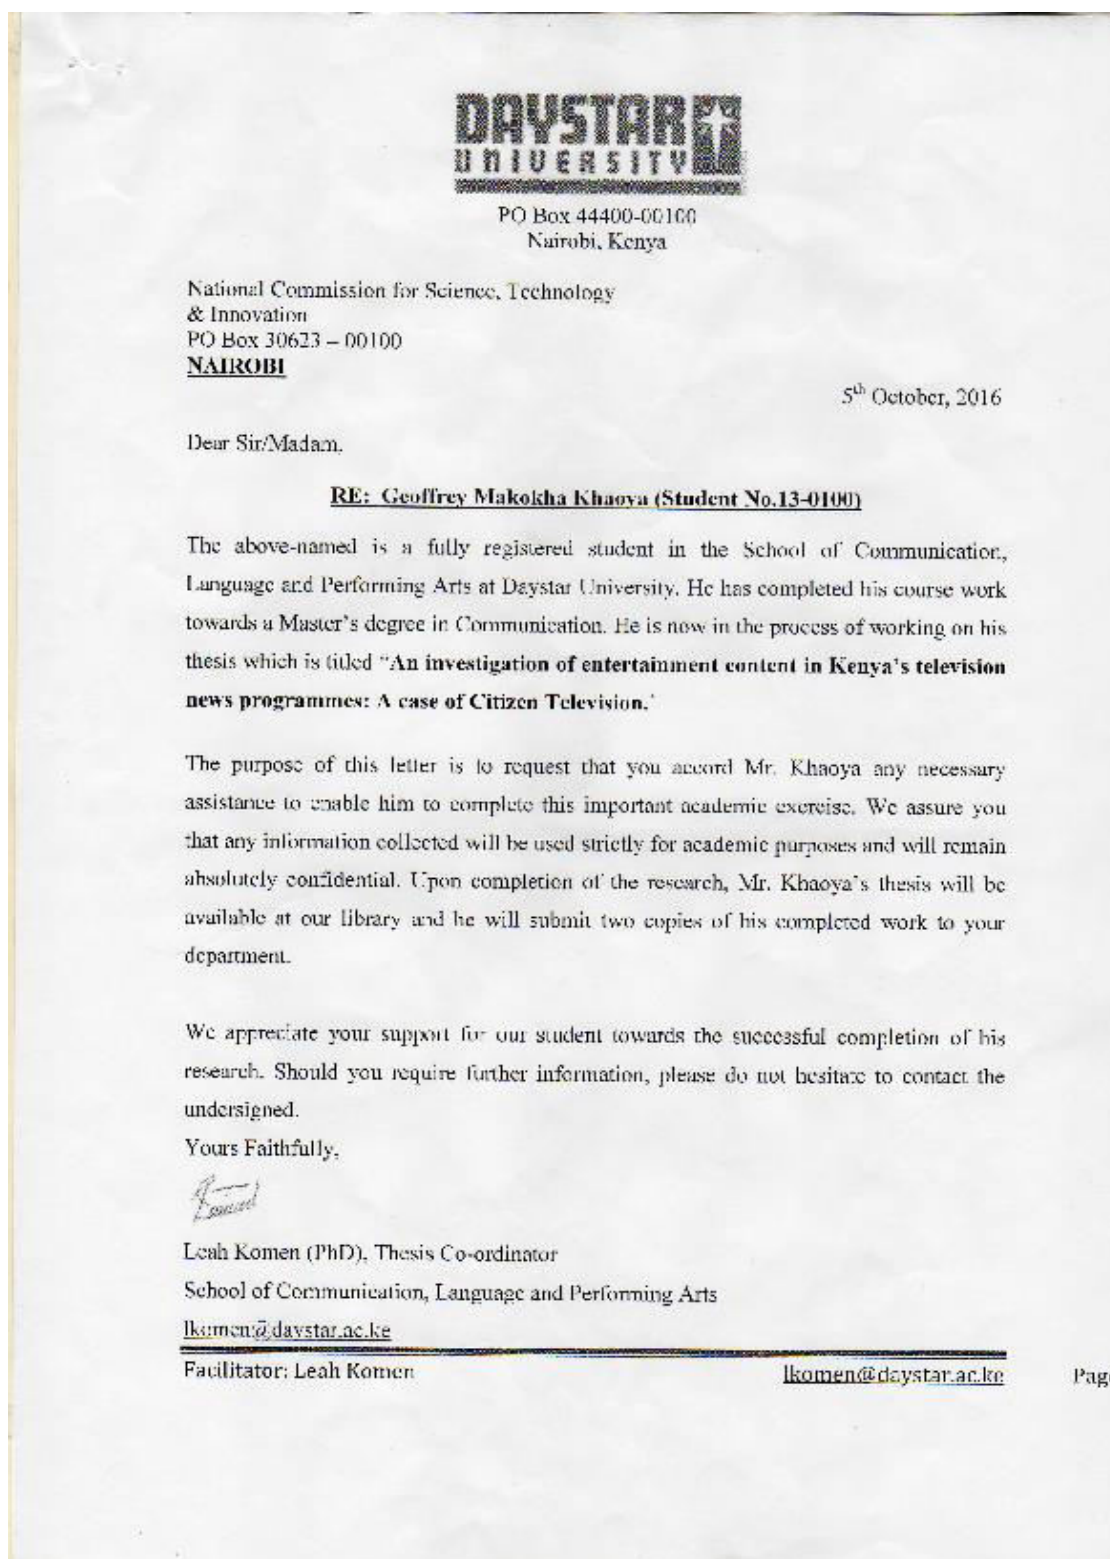 DAYSTAR
UNIVERSITY
PO Box 44400-00100
Nairobi, Kenya
National Commission for Science, Technology
& Innovation
PO Box 30623 – 00100
NAIROBI
5th October, 2016
Dear Sir/Madam,
RE: Geoffrey Makokha Khaoya (Student No.13-0100)
The above-named is a fully registered student in the School of Communication,
Language and Performing Arts at Daystar University. He has completed his course work
towards a Master's degree in Communication. He is now in the process of working on his
thesis which is titled "An investigation of entertainment content in Kenya's television
news programmes: A case of Citizen Television.'
The purpose of this letter is to request that you accord Mr. Khaoya any necessary
assistance to enable him to complete this important academic exercise. We assure you
that any information collected will be used strictly for academic purposes and will remain
absolutely confidential. Upon completion of the research, Mr. Khaoya's thesis will be
available at our library and he will submit two copies of his completed work to your
department.
We appreciate your support for our student towards the successful completion of his
research. Should you require further information, please do not hesitate to contact the
undersigned.
Yours Faithfully,
Leah Komen (PhD), Thesis Co-ordinator
School of Communication, Language and Performing Arts
lkomen@daystar.ac.ke
Facilitator: Leah Komen lkomen@daystar.ac.ke Pag